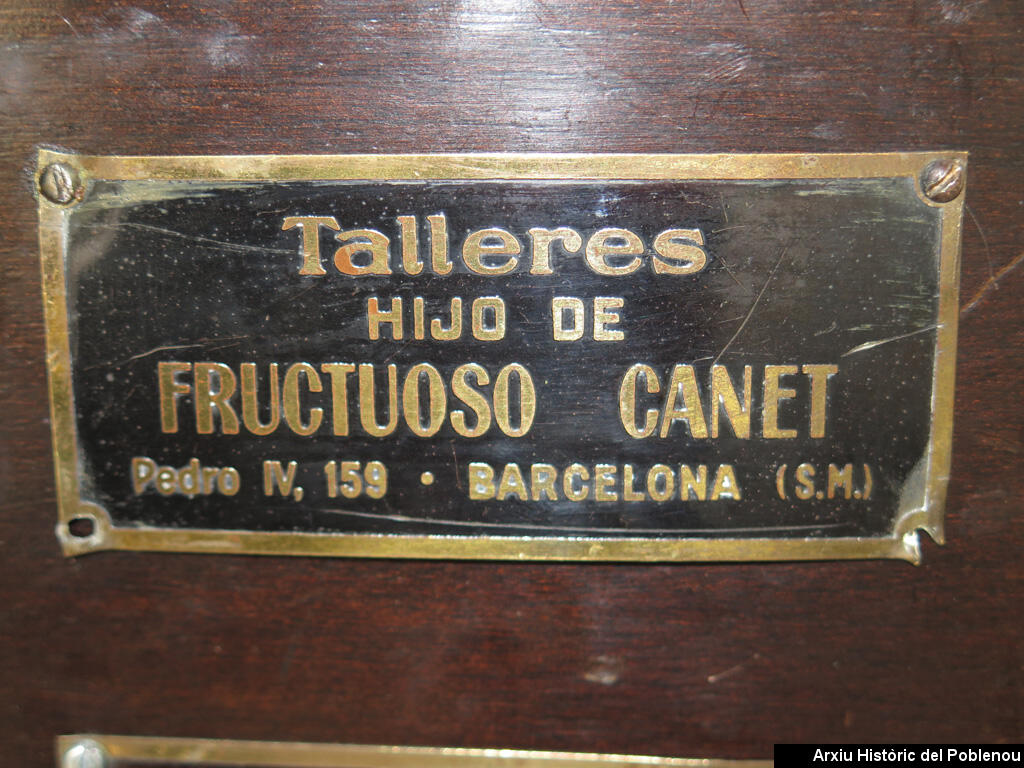 Talleres
HIJO DE
FRUCTUOSO CANET
Pedro IV, 159 · BARCELONA (S.M.)
Arxiu Històric del Poblenou